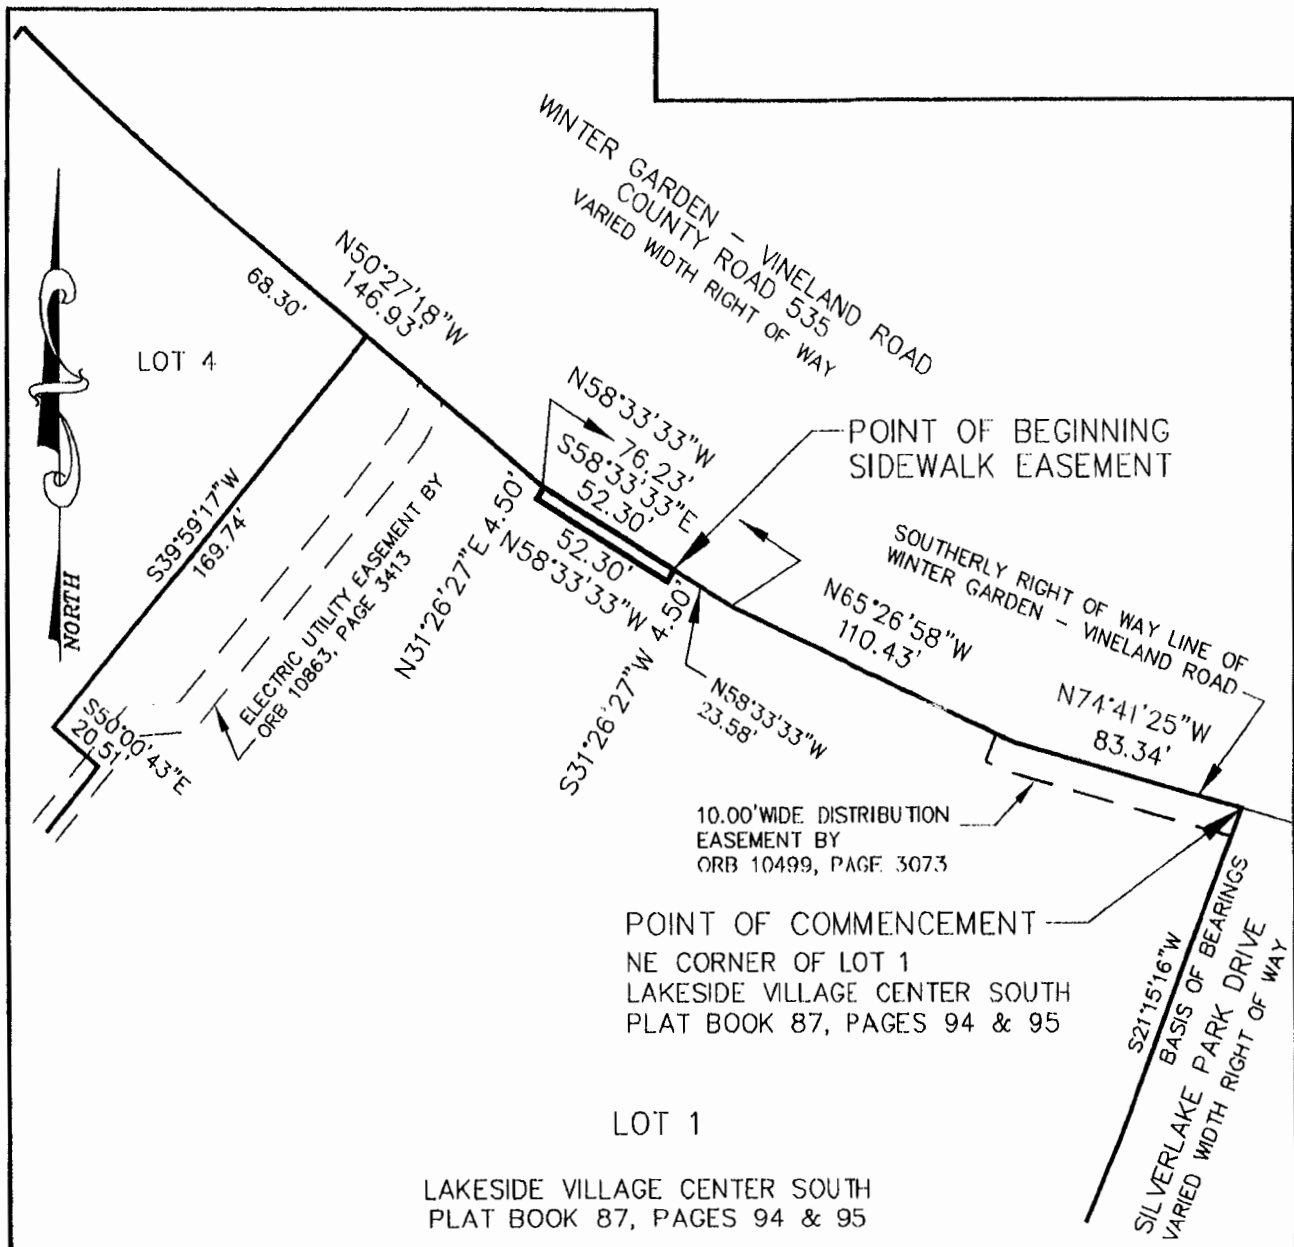 WINTER GARDEN – VINELAND ROAD
COUNTY ROAD 535
VARIED WIDTH RIGHT OF WAY
N50°27'18"W
146.93'
68.30'
LOT 4
NORTH
S39°59'17"W
169.74'
S50°00'43"E
20.51'
ELECTRIC UTILITY EASEMENT BY
ORB 10863, PAGE 3413
N58°33'33"W
76.23'
S58°33'33"E
52.30'
N31°26'27"E 4.50'
52.30'
N58°33'33"W
S31°26'27"W 4.50'
N58°33'33"W
23.58'
POINT OF BEGINNING
SIDEWALK EASEMENT
SOUTHERLY RIGHT OF WAY LINE OF
WINTER GARDEN – VINELAND ROAD
N65°26'58"W
110.43'
N74°41'25"W
83.34'
10.00'WIDE DISTRIBUTION
EASEMENT BY
ORB 10499, PAGE 3073
POINT OF COMMENCEMENT
NE CORNER OF LOT 1
LAKESIDE VILLAGE CENTER SOUTH
PLAT BOOK 87, PAGES 94 & 95
S21°15'16"W
BASIS OF BEARINGS
SILVERLAKE PARK DRIVE
VARIED WIDTH RIGHT OF WAY
LOT 1
LAKESIDE VILLAGE CENTER SOUTH
PLAT BOOK 87, PAGES 94 & 95